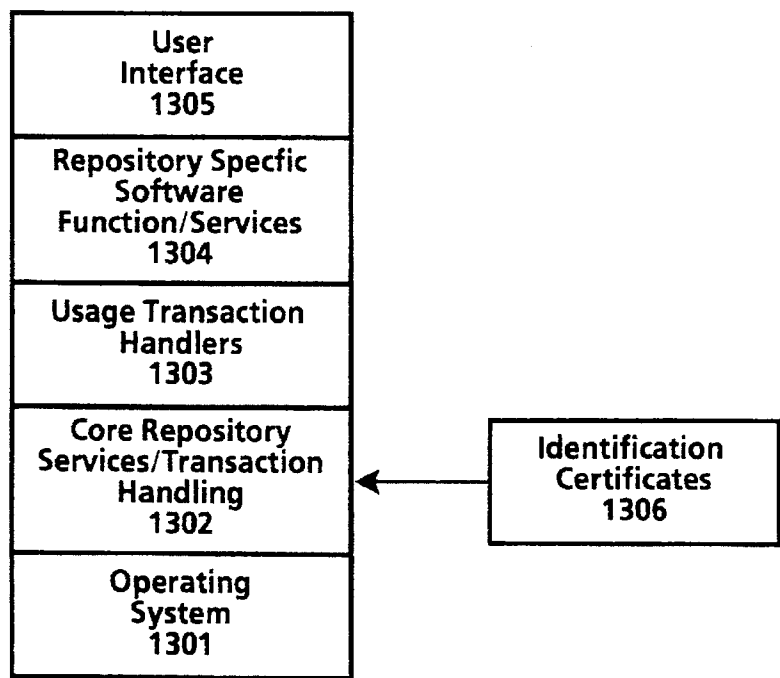 User
Interface
1305
Repository Specfic
Software
Function/Services
1304
Usage Transaction
Handlers
1303
Core Repository
Services/Transaction
Handling
1302
Identification
Certificates
1306
Operating
System
1301